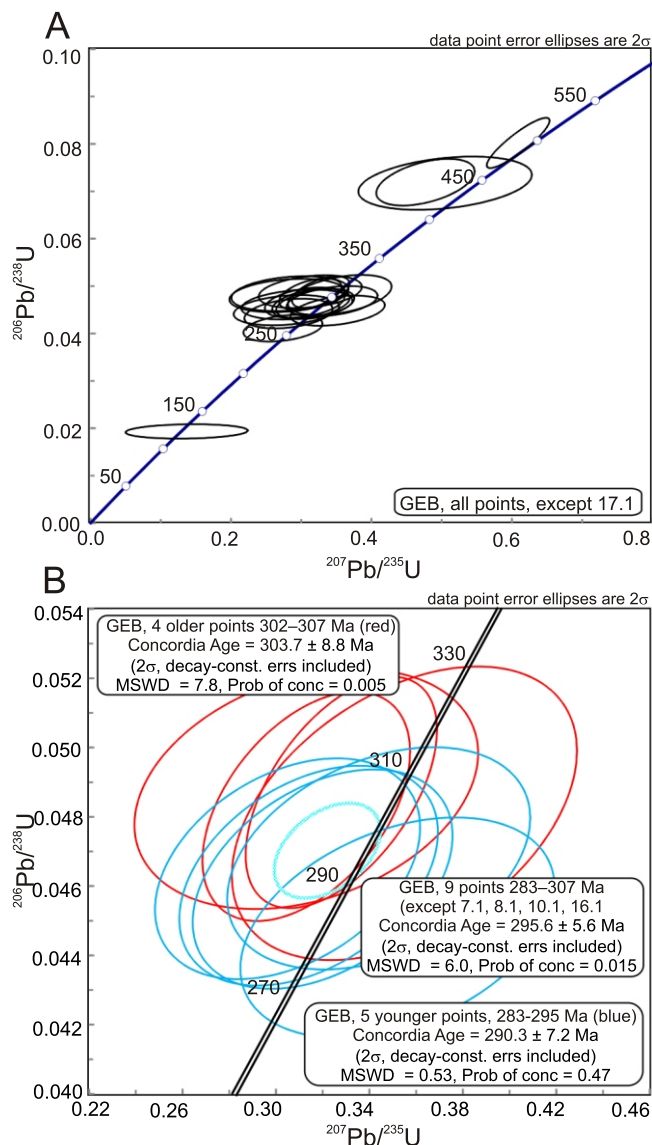 A
data point error ellipses are 2σ
0.10
550
0.08
450
0.06
350
206Pb/238U
0.04
250
150
0.02
50
GEB, all points, except 17.1
0.00
0.0
0.2
0.4
0.6
0.8
207Pb/235U
B
data point error ellipses are 2σ
0.054
GEB, 4 older points 302–307 Ma (red)
Concordia Age = 303.7 ± 8.8 Ma
(2σ, decay-const. errs included)
MSWD = 7.8, Prob of conc = 0.005
330
0.052
0.050
310
0.048
206Pb/238U
290
0.046
GEB, 9 points 283–307 Ma
(except 7.1, 8.1, 10.1, 16.1
Concordia Age = 295.6 ± 5.6 Ma
(2σ, decay-const. errs included)
MSWD = 6.0, Prob of conc = 0.015
0.044
270
0.042
GEB, 5 younger points, 283-295 Ma (blue)
Concordia Age = 290.3 ± 7.2 Ma
(2σ, decay-const. errs included)
MSWD = 0.53, Prob of conc = 0.47
0.040
0.22
0.26
0.30
0.34
0.38
0.42
0.46
207Pb/235U